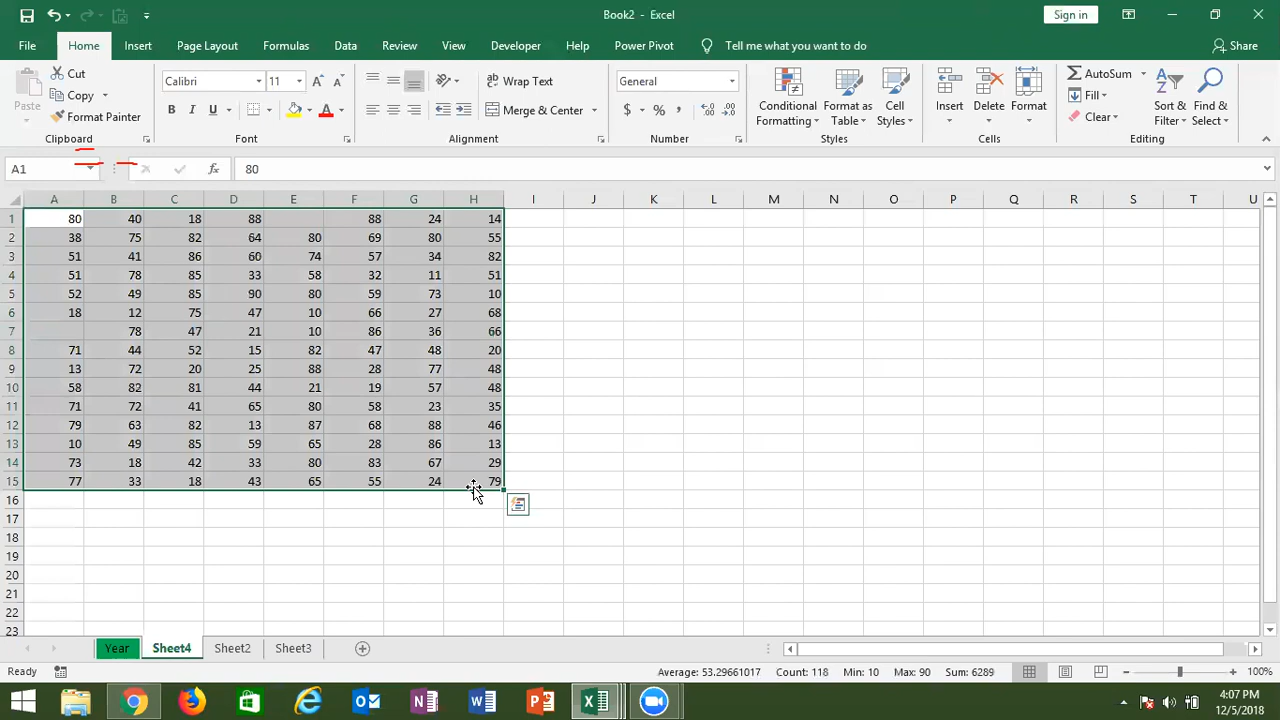 Book2 - Excel
Sign in
File Home Insert Page Layout Formulas Data Review View Developer Help Power Pivot Tell me what you want to do Share
Paste
Cut
Copy
Format Painter
Clipboard
Calibri 11
B I U
Font
Wrap Text
Merge & Center
Alignment
General
$ % ,
Number
Conditional Formatting
Format as Table
Cell Styles
Styles
Insert
Delete
Format
Cells
AutoSum
Fill
Clear
Sort & Filter
Find & Select
Editing
A1 fx 80
A B C D E F G H I J K L M N O P Q R S T U
1 80 40 18 88 88 24 14
2 38 75 82 64 80 69 80 55
3 51 41 86 60 74 57 34 82
4 51 78 85 33 58 32 11 51
5 52 49 85 90 80 59 73 10
6 18 12 75 47 10 66 27 68
7 78 47 21 10 86 36 66
8 71 44 52 15 82 47 48 20
9 13 72 20 25 88 28 77 48
10 58 82 81 44 21 19 57 48
11 71 72 41 65 80 58 23 35
12 79 63 82 13 87 68 88 46
13 10 49 85 59 65 28 86 13
14 73 18 42 33 80 83 67 29
15 77 33 18 43 65 55 24 79
16
17
18
19
20
21
22
23
Year Sheet4 Sheet2 Sheet3
Ready Average: 53.29661017 Count: 118 Min: 10 Max: 90 Sum: 6289 100%
4:07 PM
12/5/2018